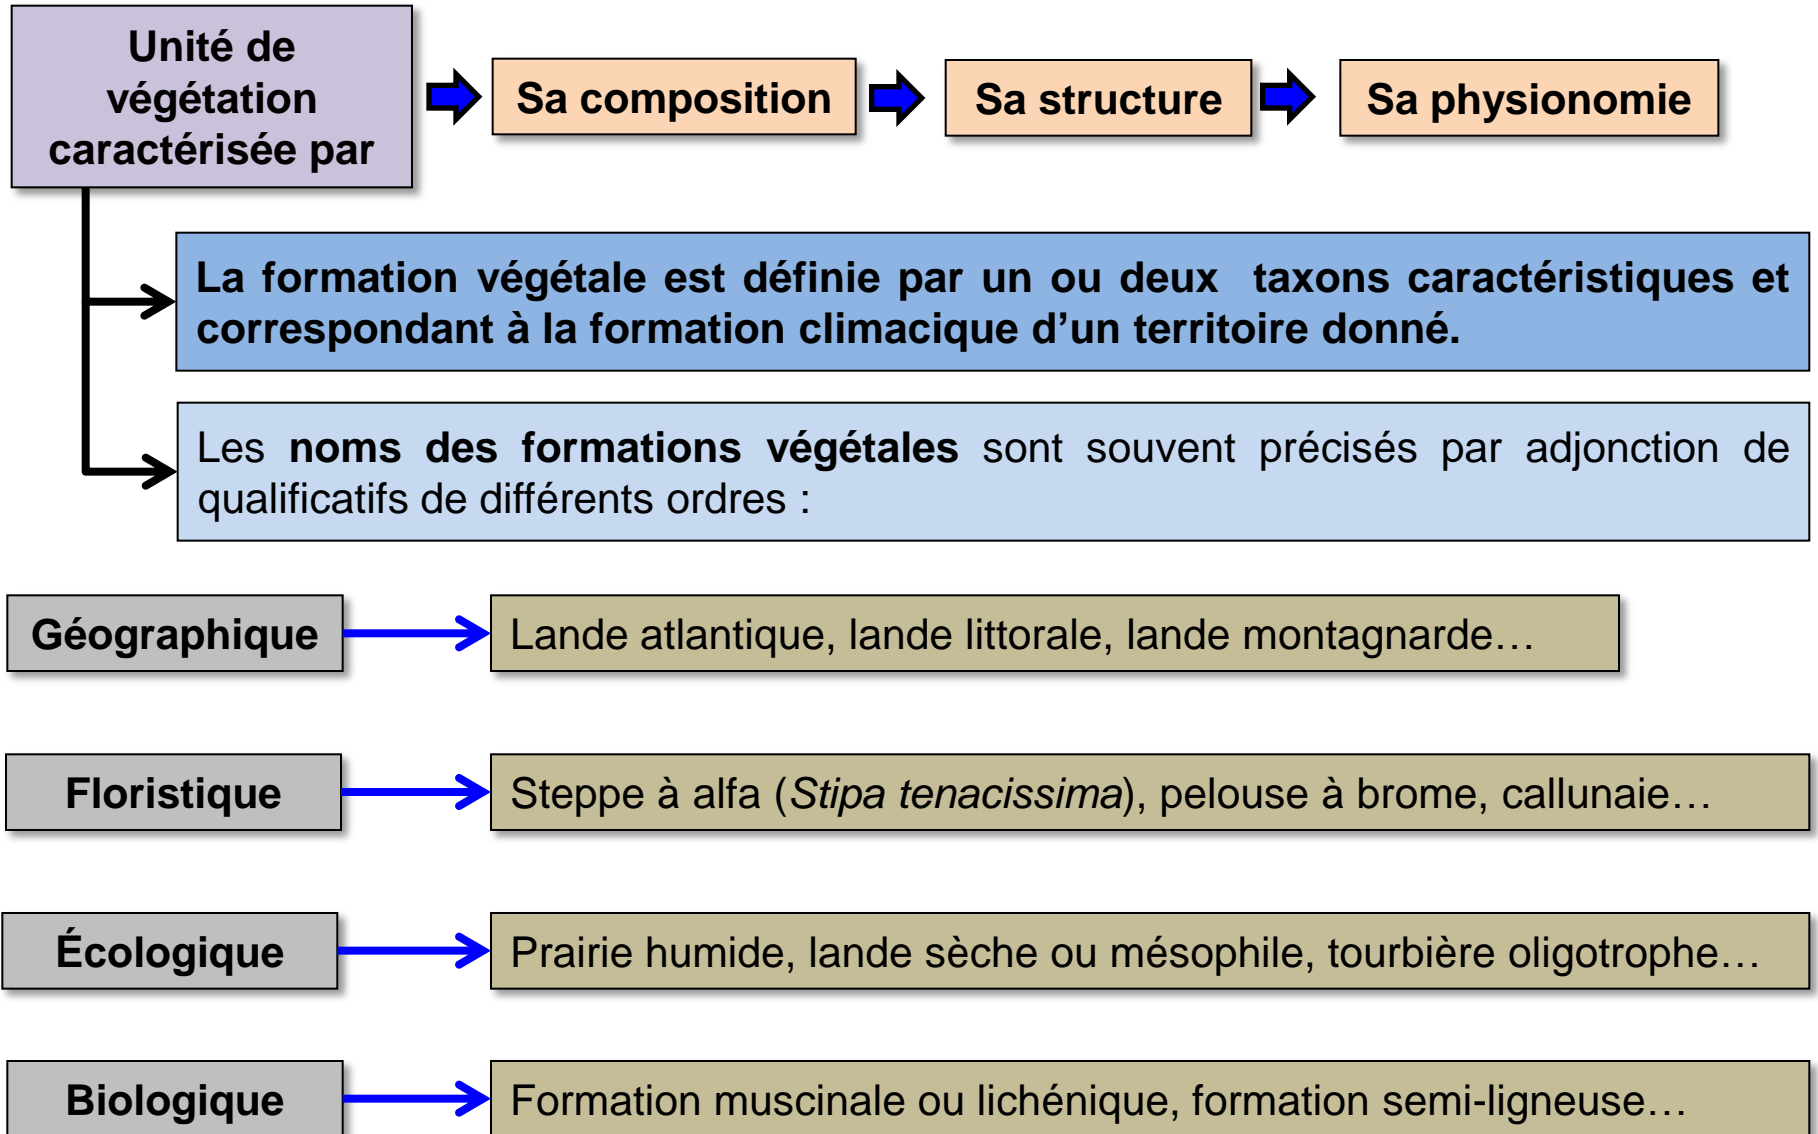 Unité de
végétation
caractérisée par
Sa composition
Sa structure
Sa physionomie
La formation végétale est définie par un ou deux taxons caractéristiques et
correspondant à la formation climacique d’un territoire donné.
Les noms des formations végétales sont souvent précisés par adjonction de
qualificatifs de différents ordres :
Géographique
Lande atlantique, lande littorale, lande montagnarde…
Floristique
Steppe à alfa (Stipa tenacissima), pelouse à brome, callunaie…
Écologique
Prairie humide, lande sèche ou mésophile, tourbière oligotrophe…
Biologique
Formation muscinale ou lichénique, formation semi-ligneuse…